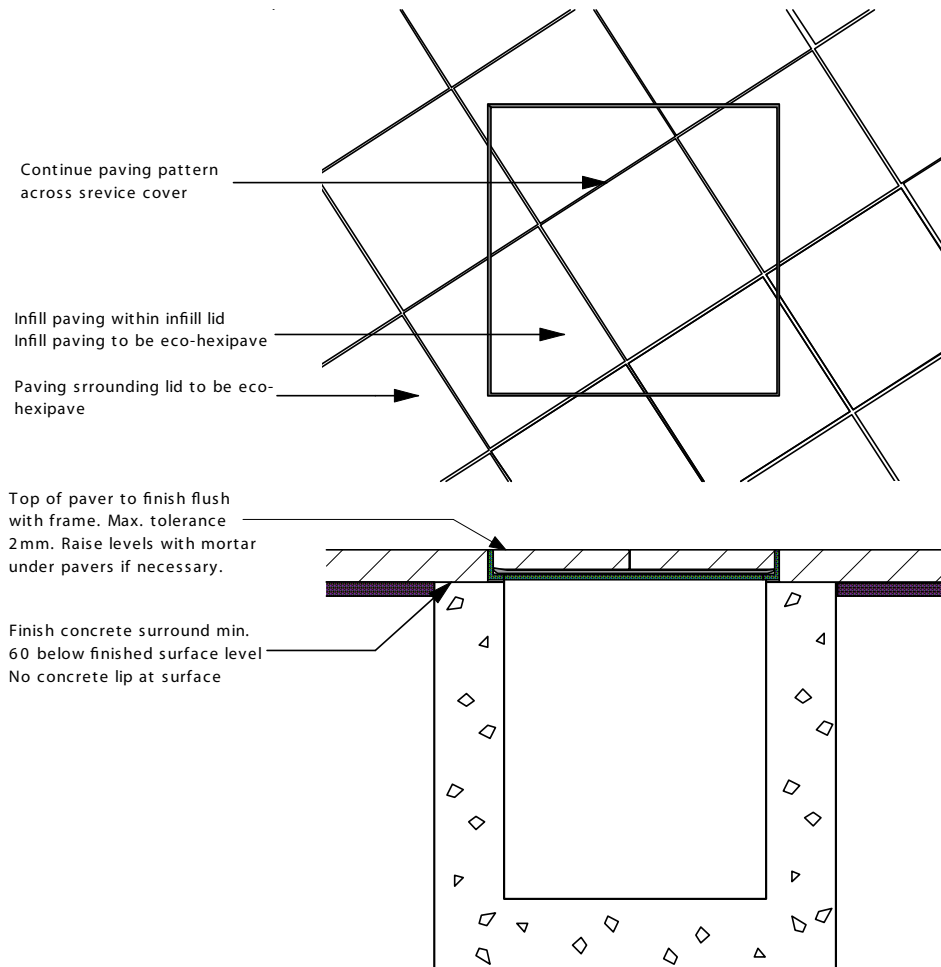 Continue paving pattern
across srevice cover
Infill paving within infiill lid
Infill paving to be eco-hexipave
Paving srrounding lid to be eco-
hexipave
Top of paver to finish flush
with frame. Max. tolerance
2mm. Raise levels with mortar
under pavers if necessary.
Finish concrete surround min.
60 below finished surface level
No concrete lip at surface